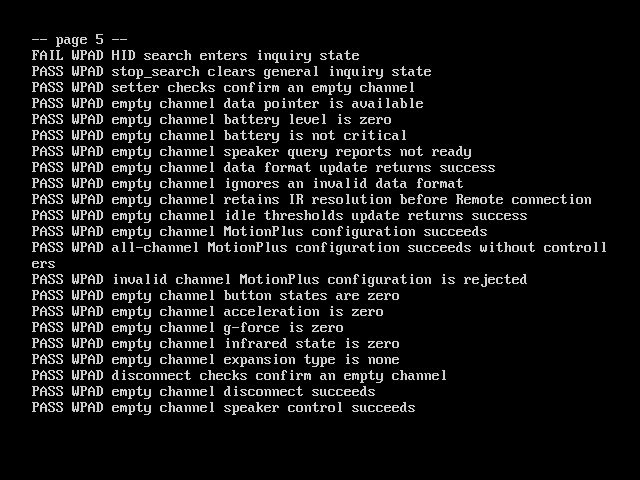 -- page 5 --
FAIL WPAD HID search enters inquiry state
PASS WPAD stop_search clears general inquiry state
PASS WPAD setter checks confirm an empty channel
PASS WPAD empty channel data pointer is available
PASS WPAD empty channel battery level is zero
PASS WPAD empty channel battery is not critical
PASS WPAD empty channel speaker query reports not ready
PASS WPAD empty channel data format update returns success
PASS WPAD empty channel ignores an invalid data format
PASS WPAD empty channel retains IR resolution before Remote connection
PASS WPAD empty channel idle thresholds update returns success
PASS WPAD empty channel MotionPlus configuration succeeds
PASS WPAD all-channel MotionPlus configuration succeeds without controll
ers
PASS WPAD invalid channel MotionPlus configuration is rejected
PASS WPAD empty channel button states are zero
PASS WPAD empty channel acceleration is zero
PASS WPAD empty channel g-force is zero
PASS WPAD empty channel infrared state is zero
PASS WPAD empty channel expansion type is none
PASS WPAD disconnect checks confirm an empty channel
PASS WPAD empty channel disconnect succeeds
PASS WPAD empty channel speaker control succeeds